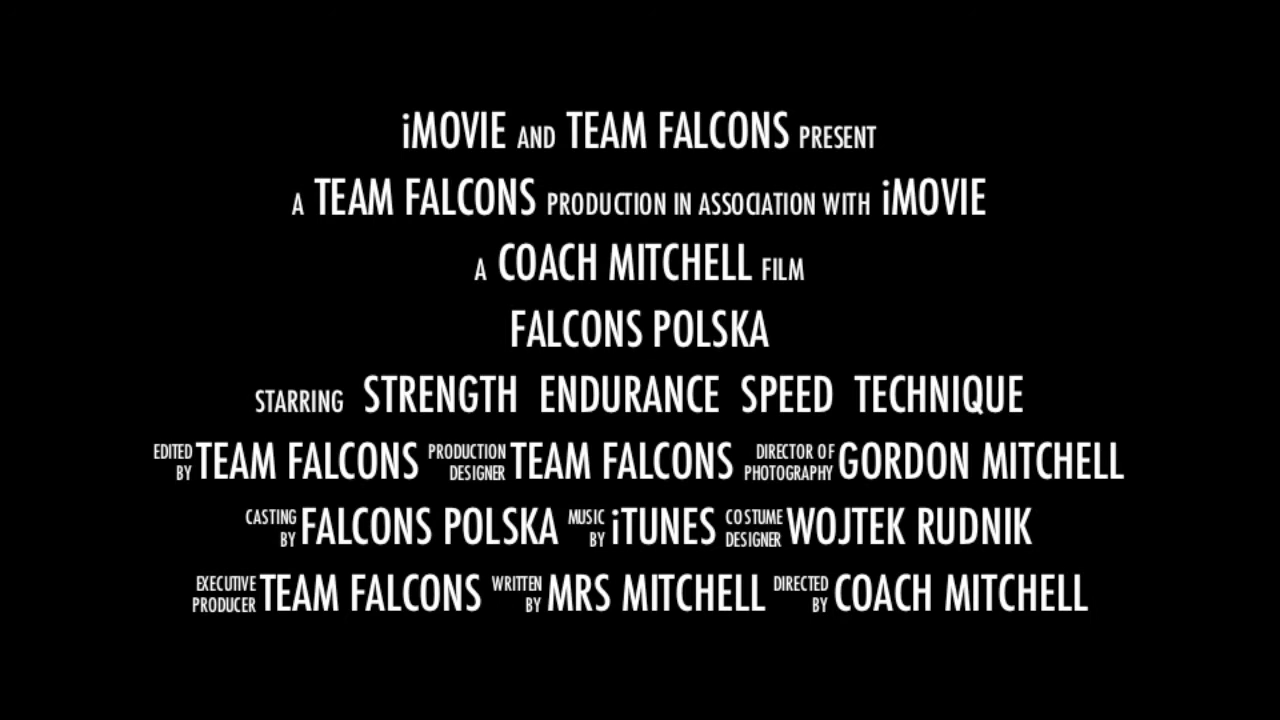 iMOVIE AND TEAM FALCONS PRESENT
A TEAM FALCONS PRODUCTION IN ASSOCIATION WITH iMOVIE
A COACH MITCHELL FILM
FALCONS POLSKA
STARRING STRENGTH ENDURANCE SPEED TECHNIQUE
EDITED BY TEAM FALCONS PRODUCTION DESIGNER TEAM FALCONS DIRECTOR OF PHOTOGRAPHY GORDON MITCHELL
CASTING BY FALCONS POLSKA MUSIC BY iTUNES COSTUME DESIGNER WOJTEK RUDNIK
EXECUTIVE PRODUCER TEAM FALCONS WRITTEN BY MRS MITCHELL DIRECTED BY COACH MITCHELL